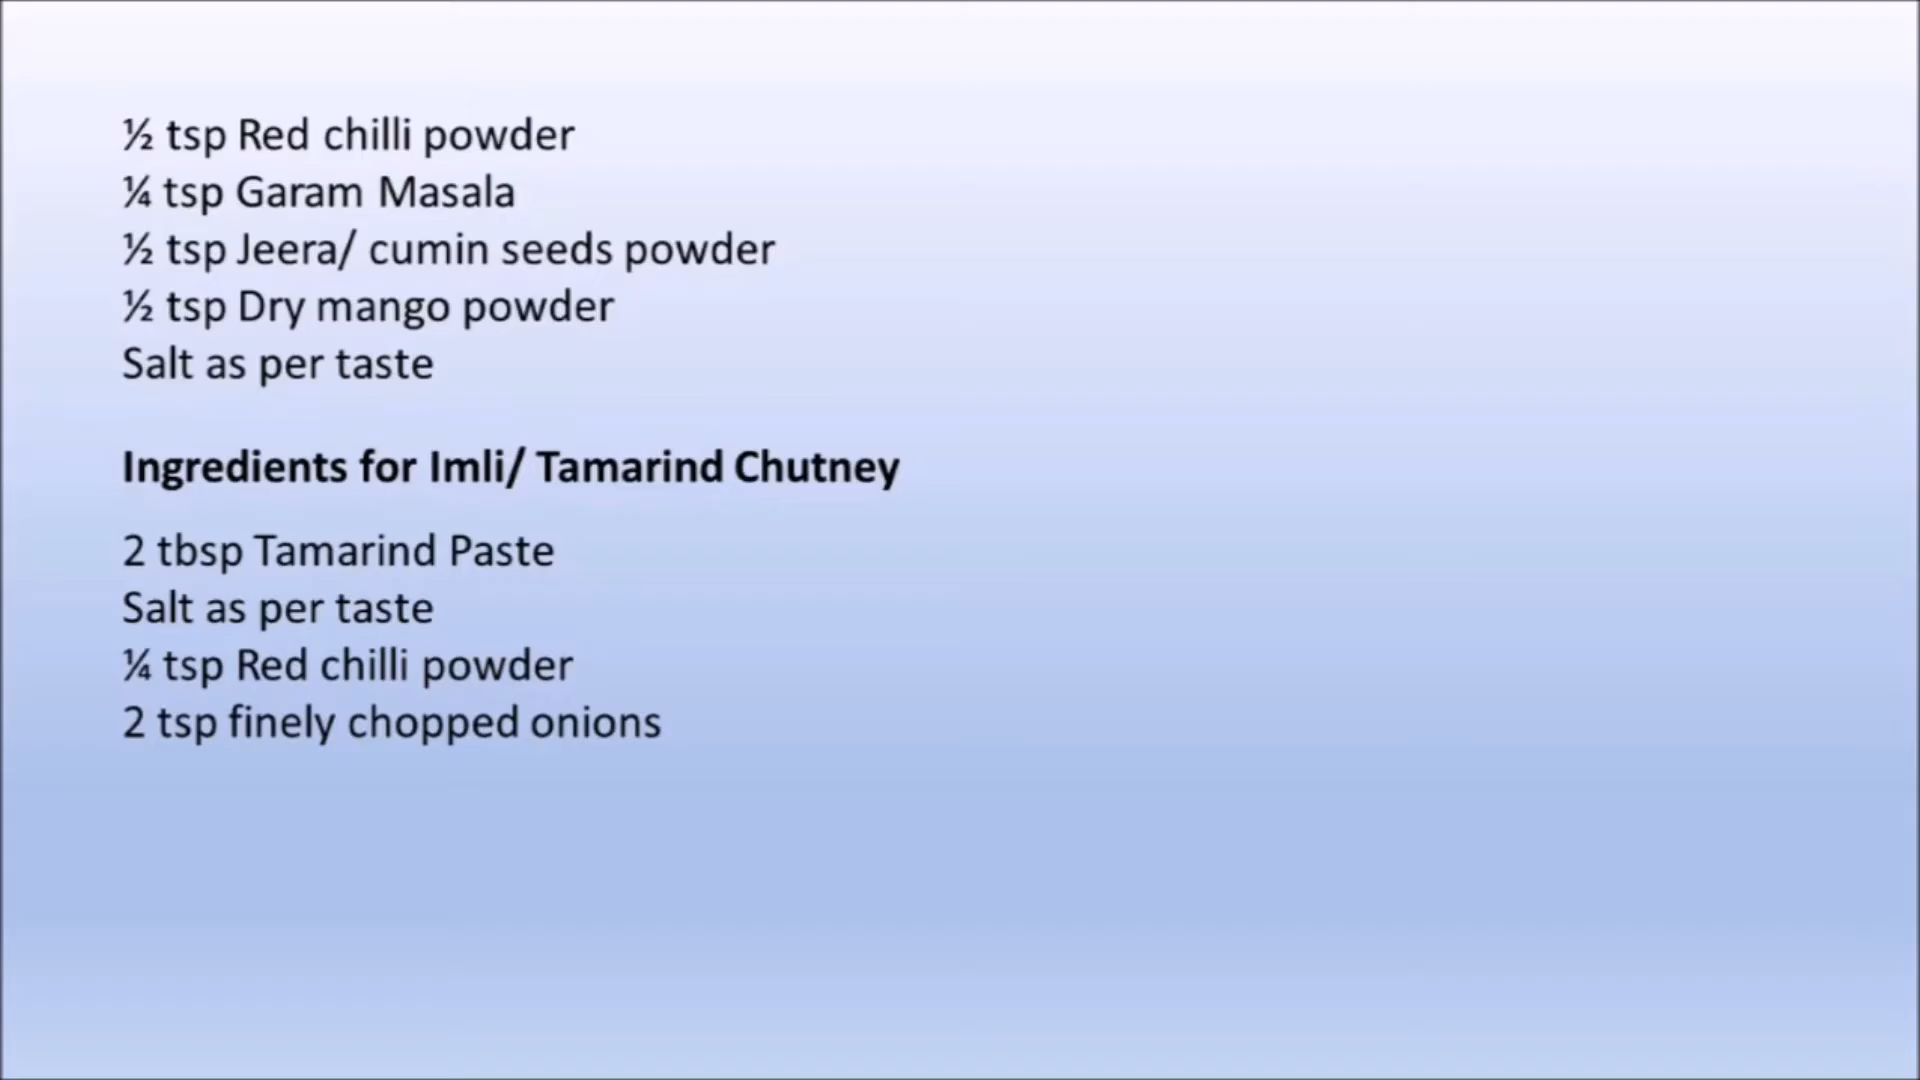 ½ tsp Red chilli powder
¼ tsp Garam Masala
½ tsp Jeera/ cumin seeds powder
½ tsp Dry mango powder
Salt as per taste
Ingredients for Imli/ Tamarind Chutney
2 tbsp Tamarind Paste
Salt as per taste
¼ tsp Red chilli powder
2 tsp finely chopped onions